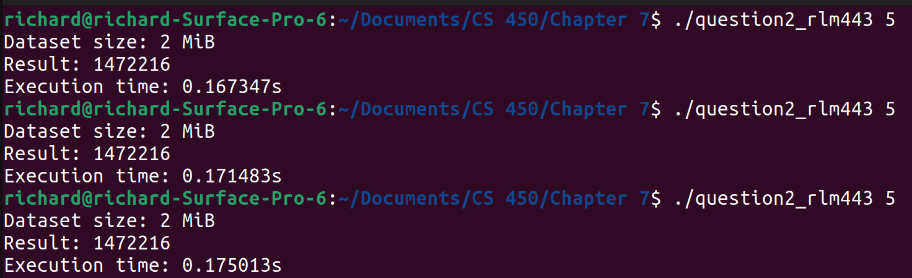 richard@richard-Surface-Pro-6:~/Documents/CS 450/Chapter 7$ ./question2_rlm443 5
Dataset size: 2 MiB
Result: 1472216
Execution time: 0.167347s
richard@richard-Surface-Pro-6:~/Documents/CS 450/Chapter 7$ ./question2_rlm443 5
Dataset size: 2 MiB
Result: 1472216
Execution time: 0.171483s
richard@richard-Surface-Pro-6:~/Documents/CS 450/Chapter 7$ ./question2_rlm443 5
Dataset size: 2 MiB
Result: 1472216
Execution time: 0.175013s